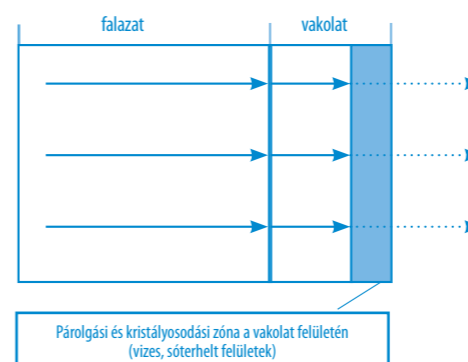 falazat vakolat
Párolgási és kristályosodási zóna a vakolat felületén
(vizes, sóterhelt felületek)